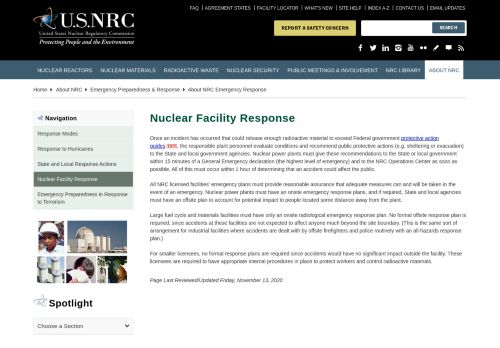 FAQ | AGREEMENT STATES | FACILITY LOCATOR | WHAT'S NEW | SITE HELP | INDEX A-Z | CONTACT US | EMAIL UPDATES
U.S.NRC
United States Nuclear Regulatory Commission
Protecting People and the Environment
REPORT A SAFETY CONCERN
SEARCH
NUCLEAR REACTORS NUCLEAR MATERIALS RADIOACTIVE WASTE NUCLEAR SECURITY PUBLIC MEETINGS & INVOLVEMENT NRC LIBRARY ABOUT NRC
Home About NRC Emergency Preparedness & Response About NRC Emergency Response
Navigation
Response Modes
Response to Hurricanes
State and Local Response Actions
Nuclear Facility Response
Emergency Preparedness in Response
to Terrorism
Spotlight
Choose a Section
Nuclear Facility Response
Once an incident has occurred that could release enough radioactive material to exceed Federal government protective action
guides, the responsible plant personnel evaluate conditions and recommend public protective actions (e.g. sheltering or evacuation)
to the State and local government agencies. Nuclear power plants must give these recommendations to the State or local government
within 15 minutes of a General Emergency declaration (the highest level of emergency) and to the NRC Operations Center as soon
as possible. All of this must occur within 1 hour of determining that an accident could affect the public.
All NRC licensed facilities' emergency plans must provide reasonable assurance that adequate measures can and will be taken in the
event of an emergency. Nuclear power plants must have an onsite emergency response plans, and if required, State and local agencies
must have an offsite plan to account for potential impact to people located some distance away from the plant.
Large fuel cycle and materials facilities must have only an onsite radiological emergency response plan. No formal offsite response plan is
required, since accidents at these facilities are not expected to affect anyone much beyond the site boundary. (This is the same sort of
arrangement for industrial facilities where accidents are dealt with by offsite firefighters and police routinely with an all-hazards response
plan.)
For smaller licensees, no formal response plans are required since accidents would have no significant impact outside the facility. These
licensees are required to have appropriate internal procedures in place to protect workers and control radioactive materials.
Page Last Reviewed/Updated Friday, November 13, 2020